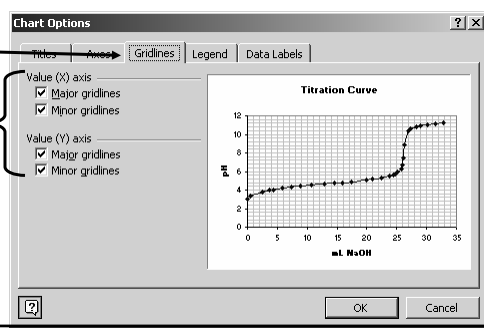 Chart Options
Titles Axes Gridlines Legend Data Labels
Value (X) axis
Major gridlines
Minor gridlines
Value (Y) axis
Major gridlines
Minor gridlines
Titration Curve
12
10
8
6
4
2
0
pH
0 5 10 15 20 25 30 35
mL NaOH
OK Cancel